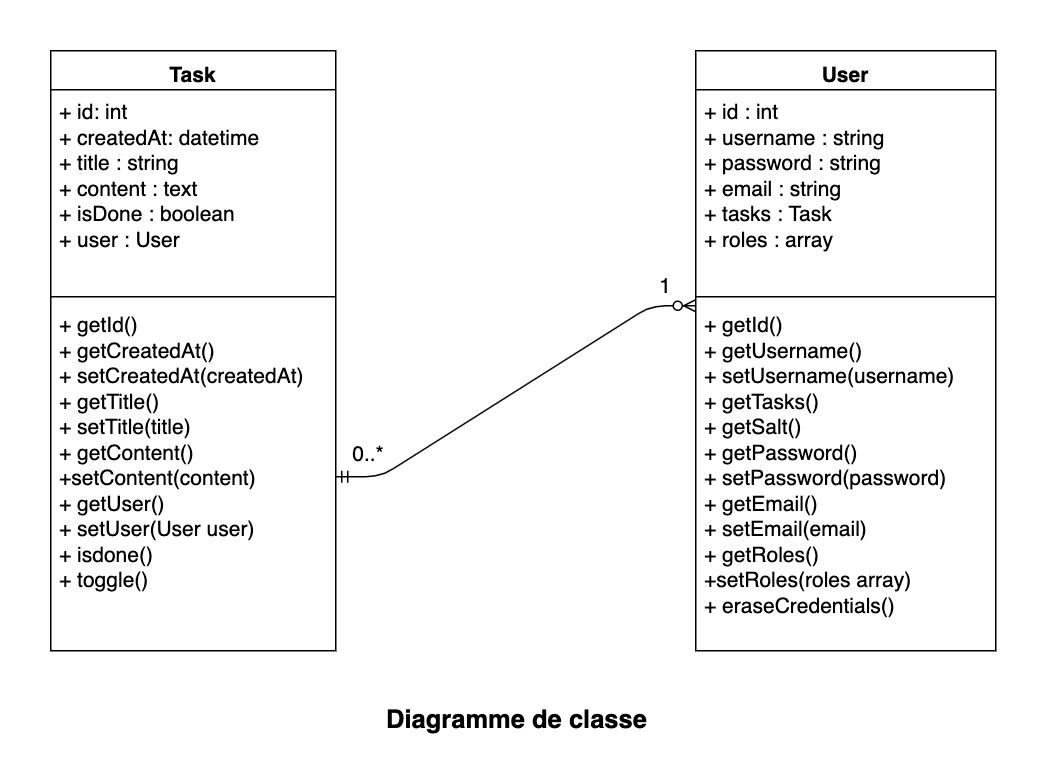 Task
+ id: int
+ createdAt: datetime
+ title : string
+ content : text
+ isDone : boolean
+ user : User
+ getId()
+ getCreatedAt()
+ setCreatedAt(createdAt)
+ getTitle()
+ setTitle(title)
+ getContent()
+setContent(content)
+ getUser()
+ setUser(User user)
+ isdone()
+ toggle()
0..*
1
User
+ id : int
+ username : string
+ password : string
+ email : string
+ tasks : Task
+ roles : array
+ getId()
+ getUsername()
+ setUsername(username)
+ getTasks()
+ getSalt()
+ getPassword()
+ setPassword(password)
+ getEmail()
+ setEmail(email)
+ getRoles()
+setRoles(roles array)
+ eraseCredentials()
Diagramme de classe